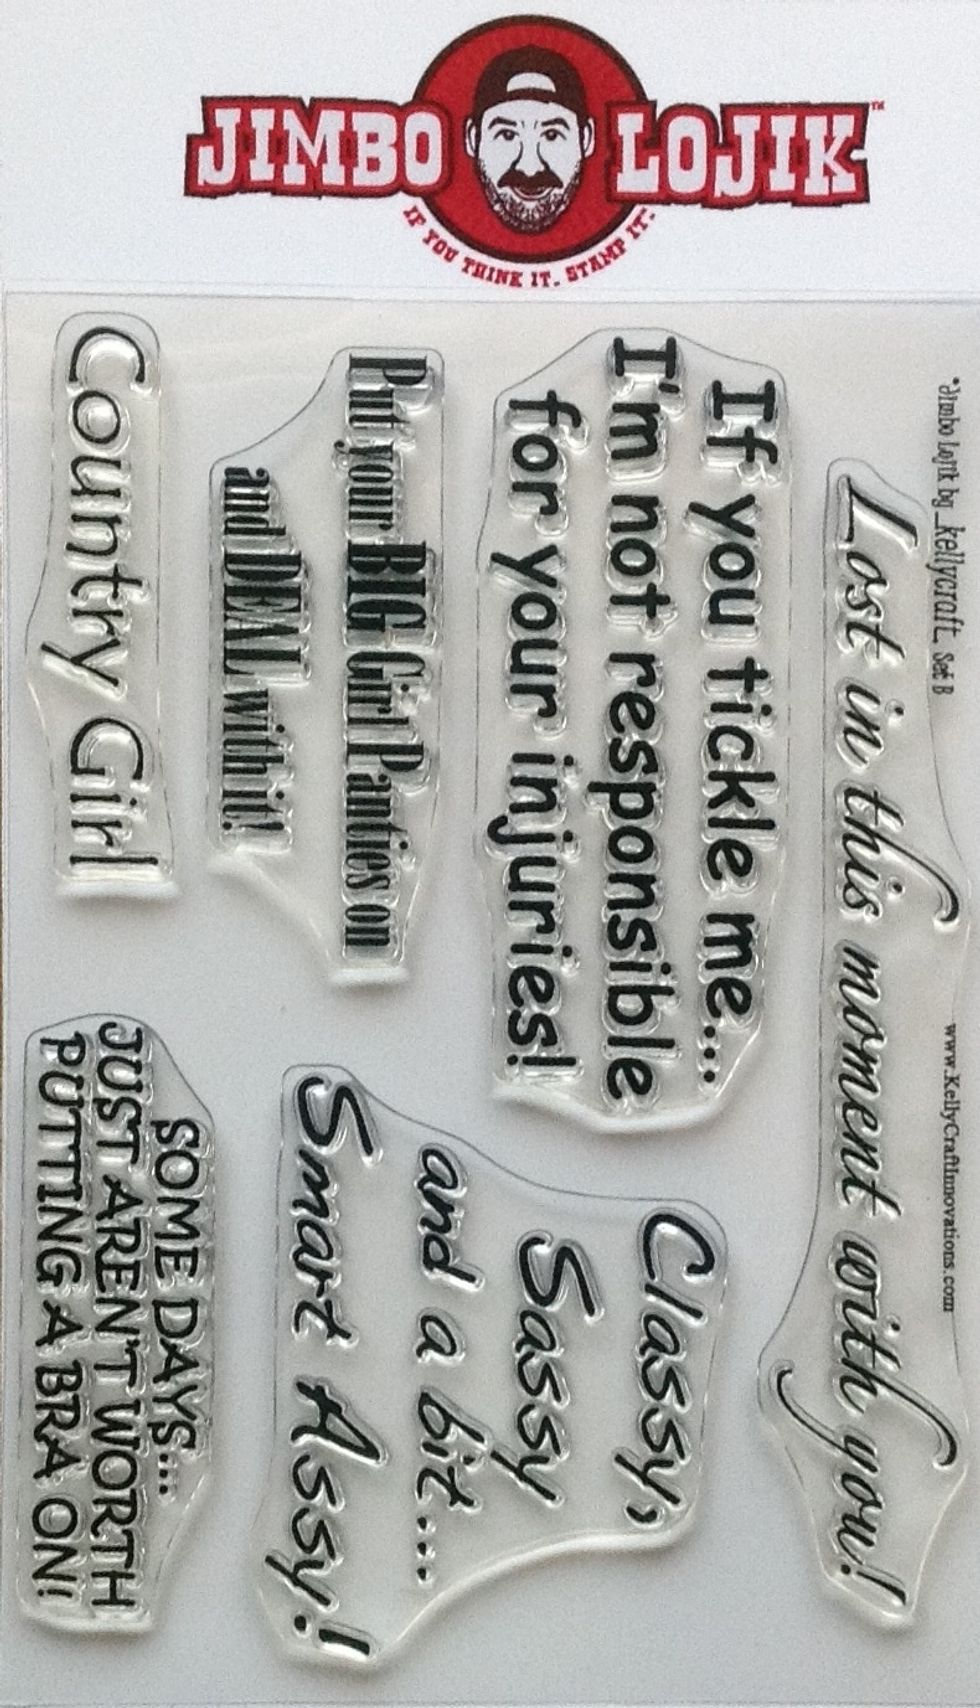 JIMBO LOJIK™
IF YOU THINK IT. STAMP IT.™
*Jimbo Lojik by kellycraft. Set B
www.KellyCraftInnovations.com
Lost in this moment with you!
If you tickle me...
I'm not responsible
for your injuries!
Put your BIG Girl Panties on
and DEAL with it!
Country Girl
Classy,
Sassy
and a bit...
Smart Assy!
SOME DAYS...
JUST AREN'T WORTH
PUTTING A BRA ON!